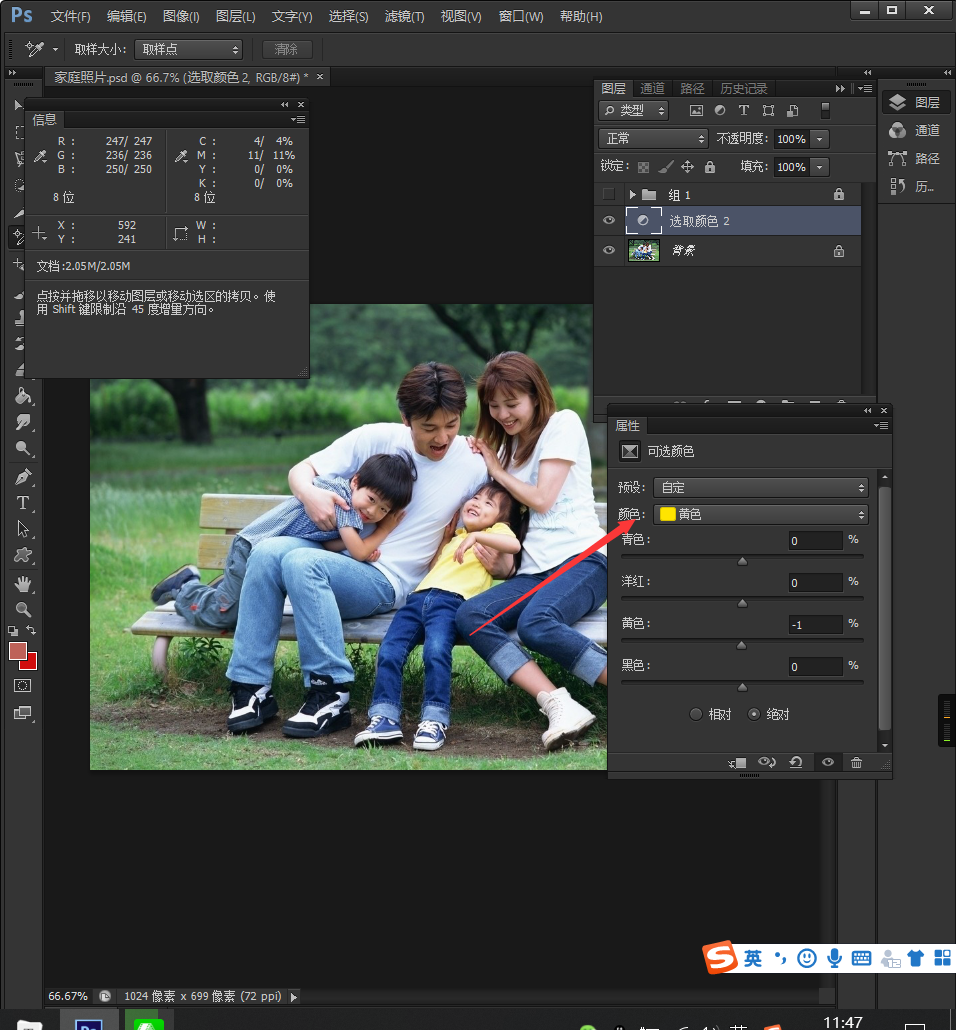 Ps 文件(F) 编辑(E) 图像(I) 图层(L) 文字(Y) 选择(S) 滤镜(T) 视图(V) 窗口(W) 帮助(H)
取样大小: 取样点 清除
家庭照片.psd @ 66.7% (选取颜色 2, RGB/8#) * ×
信息
R : 247/ 247 C : 4/ 4%
G : 236/ 236 M : 11/ 11%
B : 250/ 250 Y : 0/ 0%
K : 0/ 0%
8 位 8 位
X : 592 W :
Y : 241 H :
文档:2.05M/2.05M
点按并拖移以移动图层或移动选区的拷贝。使
用 Shift 键限制沿 45 度增量方向。
图层 通道 路径 历史记录
类型
正常 不透明度: 100%
锁定: 填充: 100%
组 1
选取颜色 2
背景
图层
通道
路径
历...
属性
可选颜色
预设: 自定
颜色: 黄色
青色: 0 %
洋红: 0 %
黄色: -1 %
黑色: 0 %
相对 绝对
T
英
66.67% 1024 像素 x 699 像素 (72 ppi)
Ps
11:47